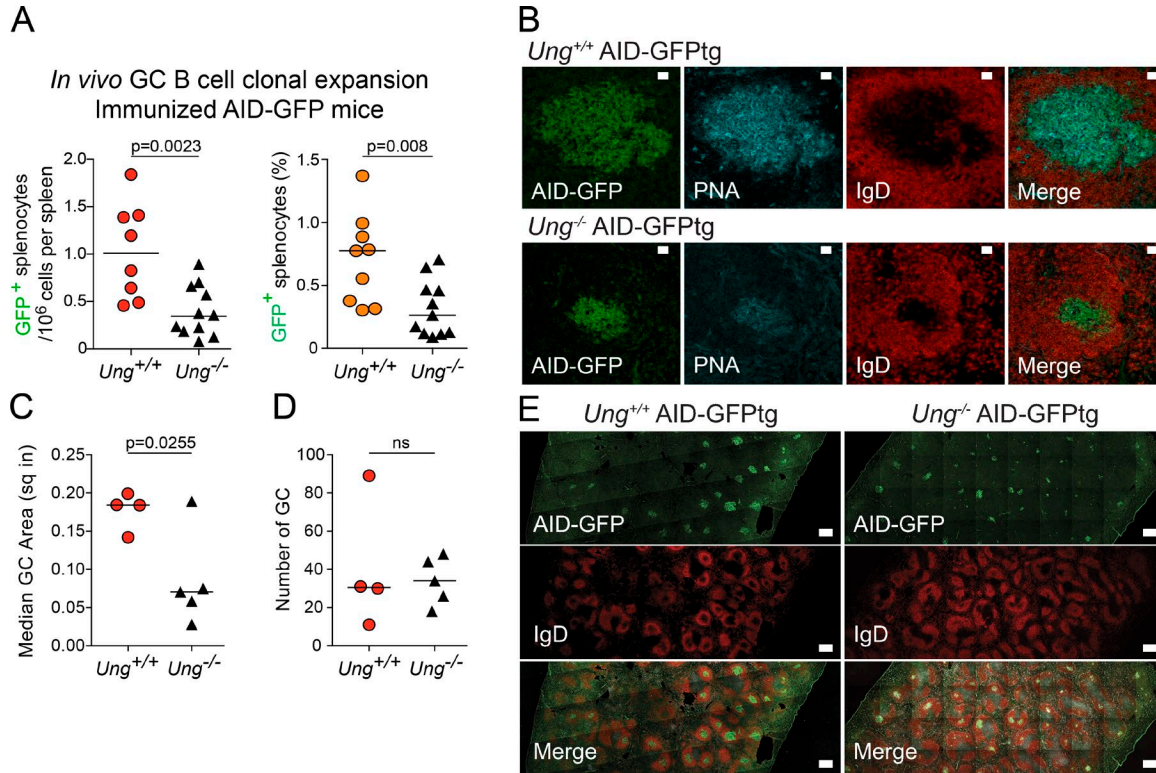 A
In vivo GC B cell clonal expansion
Immunized AID-GFP mice
p=0.0023
GFP+ splenocytes
/10⁶ cells per spleen
2.0
1.5
1.0
0.5
0
Ung+/+ Ung-/-
p=0.008
GFP+ splenocytes (%)
1.5
1.0
0.5
0.0
Ung+/+ Ung-/-
B
Ung+/+ AID-GFPtg
AID-GFP PNA IgD Merge
Ung-/- AID-GFPtg
AID-GFP PNA IgD Merge
C
p=0.0255
Median GC Area (sq in)
0.25
0.20
0.15
0.10
0.05
0.00
Ung+/+ Ung-/-
D
ns
Number of GC
100
80
60
40
20
0
Ung+/+ Ung-/-
E
Ung+/+ AID-GFPtg Ung-/- AID-GFPtg
AID-GFP AID-GFP
IgD IgD
Merge Merge